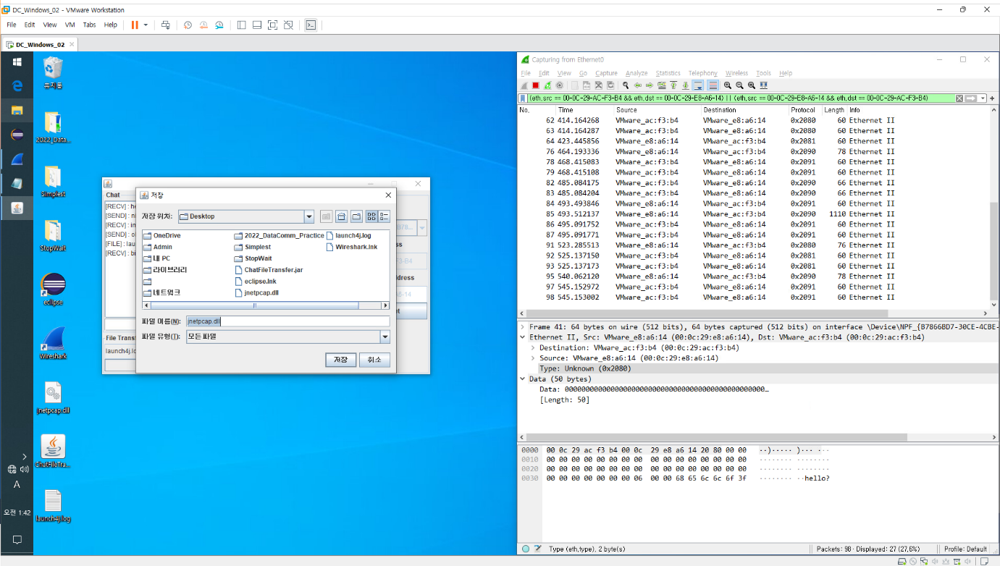 DC_Windows_02 - VMware Workstation
File Edit View VM Tabs Help
DC_Windows_02
휴지통
2022_Data...
Simplest
StopWait
eclipse
Wireshark
jnetpcap.dll
ChatFileTra...
launch4j.log
A
오전 1:42
Chat
[RECV] : he
[SEND] : ni
[RECV] : in
[SEND] : o
[FILE] : lau
[RECV] : bi
File Transf
launch4j.lo
저장
저장 위치: Desktop
OneDrive 2022_DataComm_Practice launch4j.log
Admin Simplest Wireshark.lnk
내 PC StopWait
라이브러리 ChatFileTransfer.jar
eclipse.lnk
네트워크 jnetpcap.dll
파일 이름(N): jnetpcap.dll
파일 유형(T): 모든 파일
저장 취소
B78...
ss
F3-B4
dress
A6-14
t
Capturing from Ethernet0
File Edit View Go Capture Analyze Statistics Telephony Wireless Tools Help
(eth,src == 00-0C-29-AC-F3-B4 && eth,dst == 00-0C-29-E8-A6-14) || (eth,src == 00-0C-29-E8-A6-14 && eth,dst == 00-0C-29-AC-F3-B4)
No, Time Source Destination Protocol Length Info
62 414.164268 VMware_ac:f3:b4 VMware_e8:a6:14 0x2080 60 Ethernet II
63 414.164287 VMware_ac:f3:b4 VMware_e8:a6:14 0x2080 60 Ethernet II
64 423.445856 VMware_e8:a6:14 VMware_ac:f3:b4 0x2081 60 Ethernet II
76 464.193336 VMware_e8:a6:14 VMware_ac:f3:b4 0x2090 78 Ethernet II
78 468.415083 VMware_ac:f3:b4 VMware_e8:a6:14 0x2091 60 Ethernet II
79 468.415108 VMware_ac:f3:b4 VMware_e8:a6:14 0x2091 60 Ethernet II
82 485.084175 VMware_ac:f3:b4 VMware_e8:a6:14 0x2090 66 Ethernet II
83 485.084204 VMware_ac:f3:b4 VMware_e8:a6:14 0x2090 66 Ethernet II
84 493.493846 VMware_e8:a6:14 VMware_ac:f3:b4 0x2091 60 Ethernet II
85 493.512137 VMware_e8:a6:14 VMware_ac:f3:b4 0x2090 1110 Ethernet II
86 495.091752 VMware_ac:f3:b4 VMware_e8:a6:14 0x2091 60 Ethernet II
87 495.091771 VMware_ac:f3:b4 VMware_e8:a6:14 0x2091 60 Ethernet II
91 523.285513 VMware_e8:a6:14 VMware_ac:f3:b4 0x2080 76 Ethernet II
92 525.137150 VMware_ac:f3:b4 VMware_e8:a6:14 0x2081 60 Ethernet II
93 525.137173 VMware_ac:f3:b4 VMware_e8:a6:14 0x2081 60 Ethernet II
95 540.062120 VMware_e8:a6:14 VMware_ac:f3:b4 0x2090 78 Ethernet II
97 545.152972 VMware_ac:f3:b4 VMware_e8:a6:14 0x2091 60 Ethernet II
98 545.153002 VMware_ac:f3:b4 VMware_e8:a6:14 0x2091 60 Ethernet II
Frame 41: 64 bytes on wire (512 bits), 64 bytes captured (512 bits) on interface \Device\NPF_{B7866BD7-30CE-4CBE-
Ethernet II, Src: VMware_e8:a6:14 (00:0c:29:e8:a6:14), Dst: VMware_ac:f3:b4 (00:0c:29:ac:f3:b4)
Destination: VMware_ac:f3:b4 (00:0c:29:ac:f3:b4)
Source: VMware_e8:a6:14 (00:0c:29:e8:a6:14)
Type: Unknown (0x2080)
Data (50 bytes)
Data: 00000000000000000000000000000000000000000000…
[Length: 50]
0000 00 0c 29 ac f3 b4 00 0c 29 e8 a6 14 20 80 00 00 ··)····· )··· ···
0010 00 00 00 00 00 00 00 00 00 00 00 00 00 00 00 00 ········ ········
0020 00 00 00 00 00 00 00 00 00 00 00 00 00 00 00 00 ········ ········
0030 00 00 00 00 00 00 00 06 00 00 68 65 6c 6c 6f 3f ········ ··hello?
Type (eth,type), 2 byte(s) Packets: 98 · Displayed: 27 (27,6%) Profile: Default